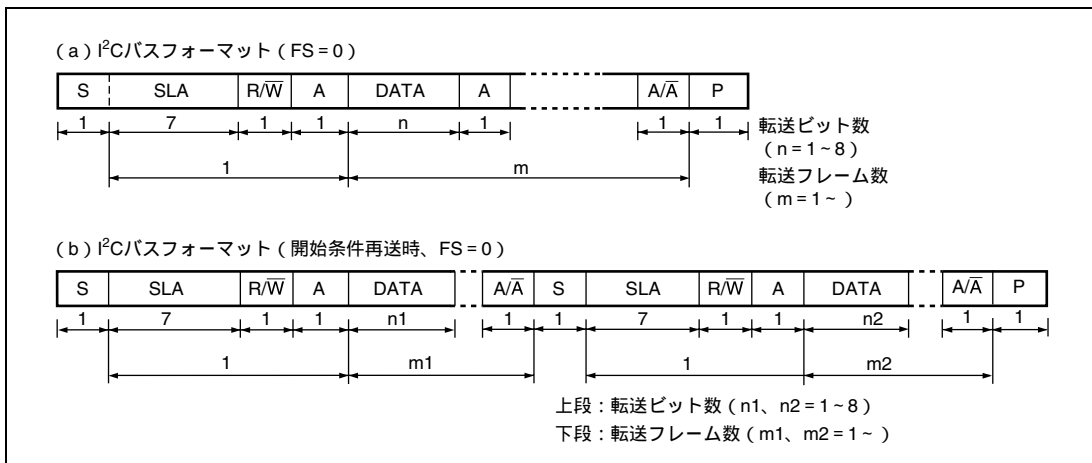 (a) I²Cバスフォーマット(FS=0)
S SLA R/W̅ A DATA A A/A̅ P
1 7 1 1 n 1 1 1
転送ビット数
(n=1~8)
1 m
転送フレーム数
(m=1~ )
(b) I²Cバスフォーマット(開始条件再送時、FS=0)
S SLA R/W̅ A DATA A/A̅ S SLA R/W̅ A DATA A/A̅ P
1 7 1 1 n1 1 1 7 1 1 n2 1 1
1 m1 1 m2
上段:転送ビット数(n1、n2=1~8)
下段:転送フレーム数(m1、m2=1~ )